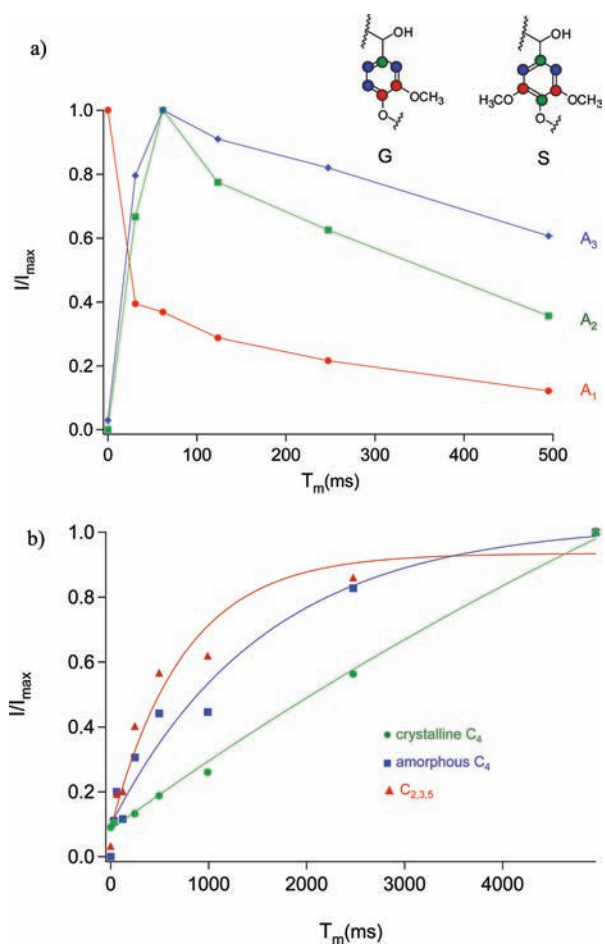 a)
OH
OCH₃
O
G
OH
H₃CO
OCH₃
O
S
I/Imax
1.0
0.8
0.6
0.4
0.2
0.0
A₃
A₂
A₁
0 100 200 300 400 500
Tm(ms)
b)
I/Imax
1.0
0.8
0.6
0.4
0.2
0.0
crystalline C₄
amorphous C₄
C₂,₃,₅
0 1000 2000 3000 4000
Tm(ms)